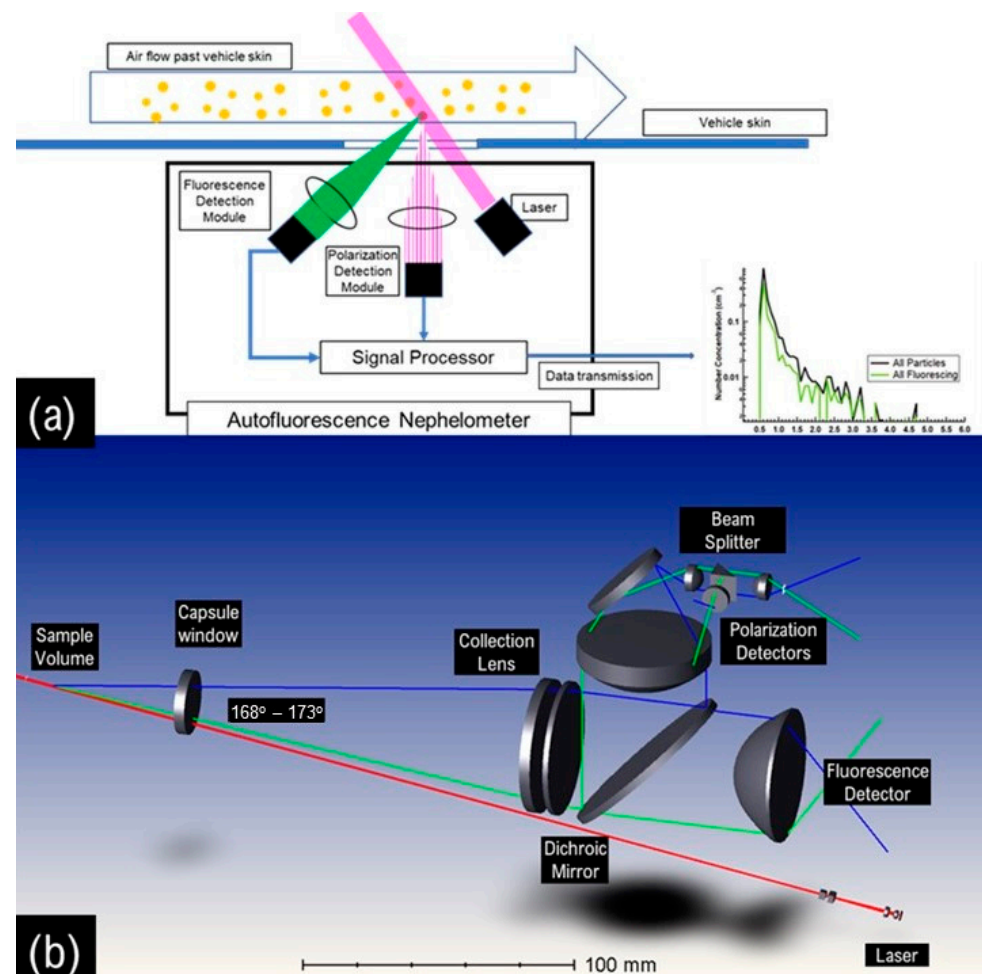 Air flow past vehicle skin
Vehicle skin
Fluorescence
Detection
Module
Laser
Polarization
Detection
Module
Signal Processor
Data transmission
Autofluorescence Nephelometer
(a)
Number Concentration (cm⁻³)
0.1
0.01
All Particles
All Fluorescing
0.5 1.0 1.5 2.0 2.5 3.0 3.5 4.0 4.5 5.0 5.5 6.0
Beam
Splitter
Capsule
window
Sample
Volume
Collection
Lens
Polarization
Detectors
168° – 173°
Fluorescence
Detector
Dichroic
Mirror
Laser
100 mm
(b)